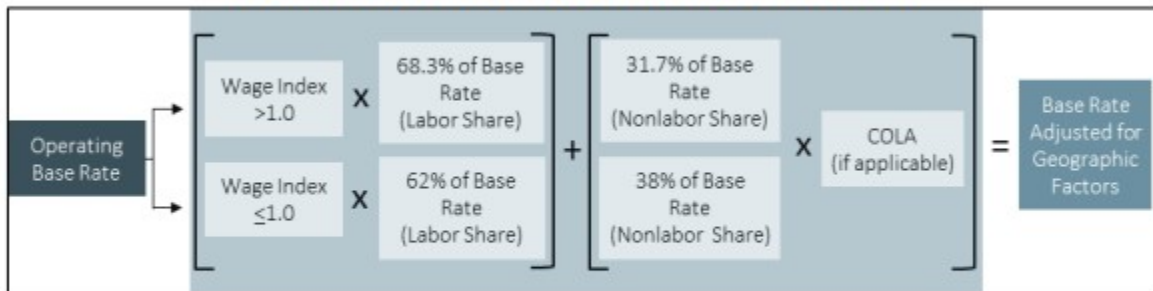 Operating
Base Rate
Wage Index
>1.0
X
68.3% of Base
Rate
(Labor Share)
Wage Index
≤1.0
X
62% of Base
Rate
(Labor Share)
+
31.7% of Base
Rate
(Nonlabor Share)
38% of Base
Rate
(Nonlabor Share)
X
COLA
(if applicable)
=
Base Rate
Adjusted for
Geographic
Factors